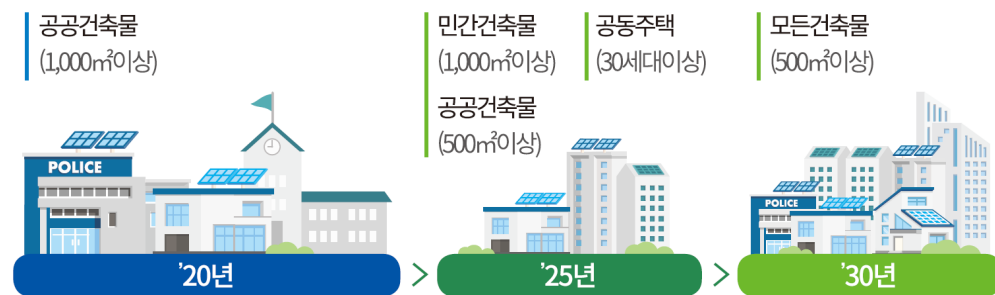 공공건축물
(1,000㎡이상)
민간건축물
(1,000㎡이상)
공공건축물
(500㎡이상)
공동주택
(30세대이상)
모든건축물
(500㎡이상)
POLICE
POLICE
’20년
>
’25년
>
’30년